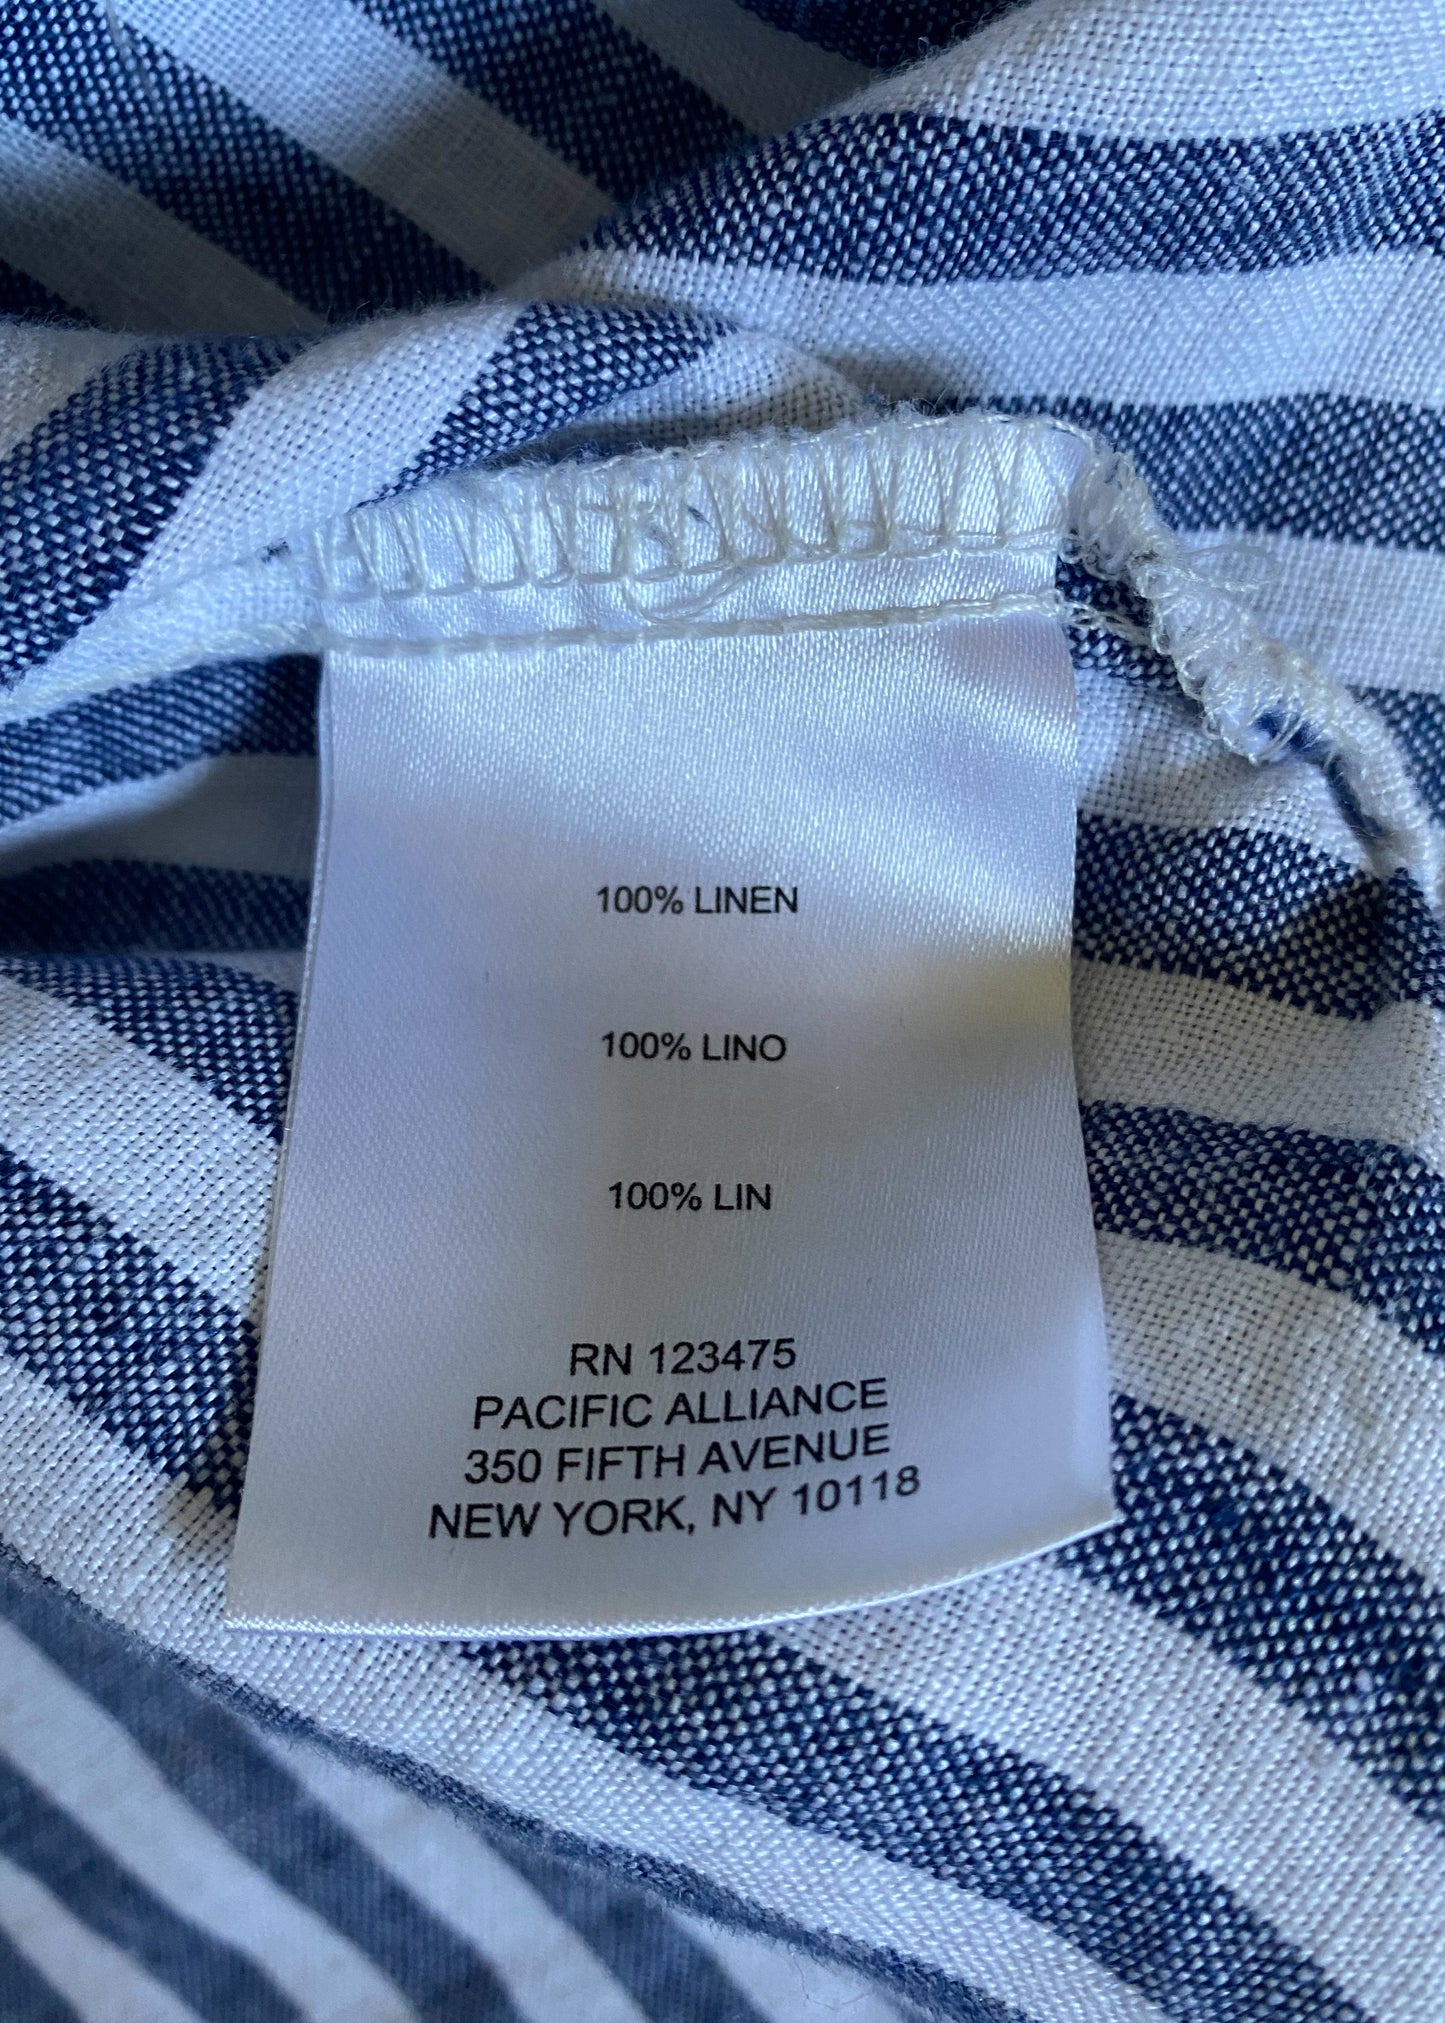 100% LINEN
100% LINO
100% LIN
RN 123475
PACIFIC ALLIANCE
350 FIFTH AVENUE
NEW YORK, NY 10118